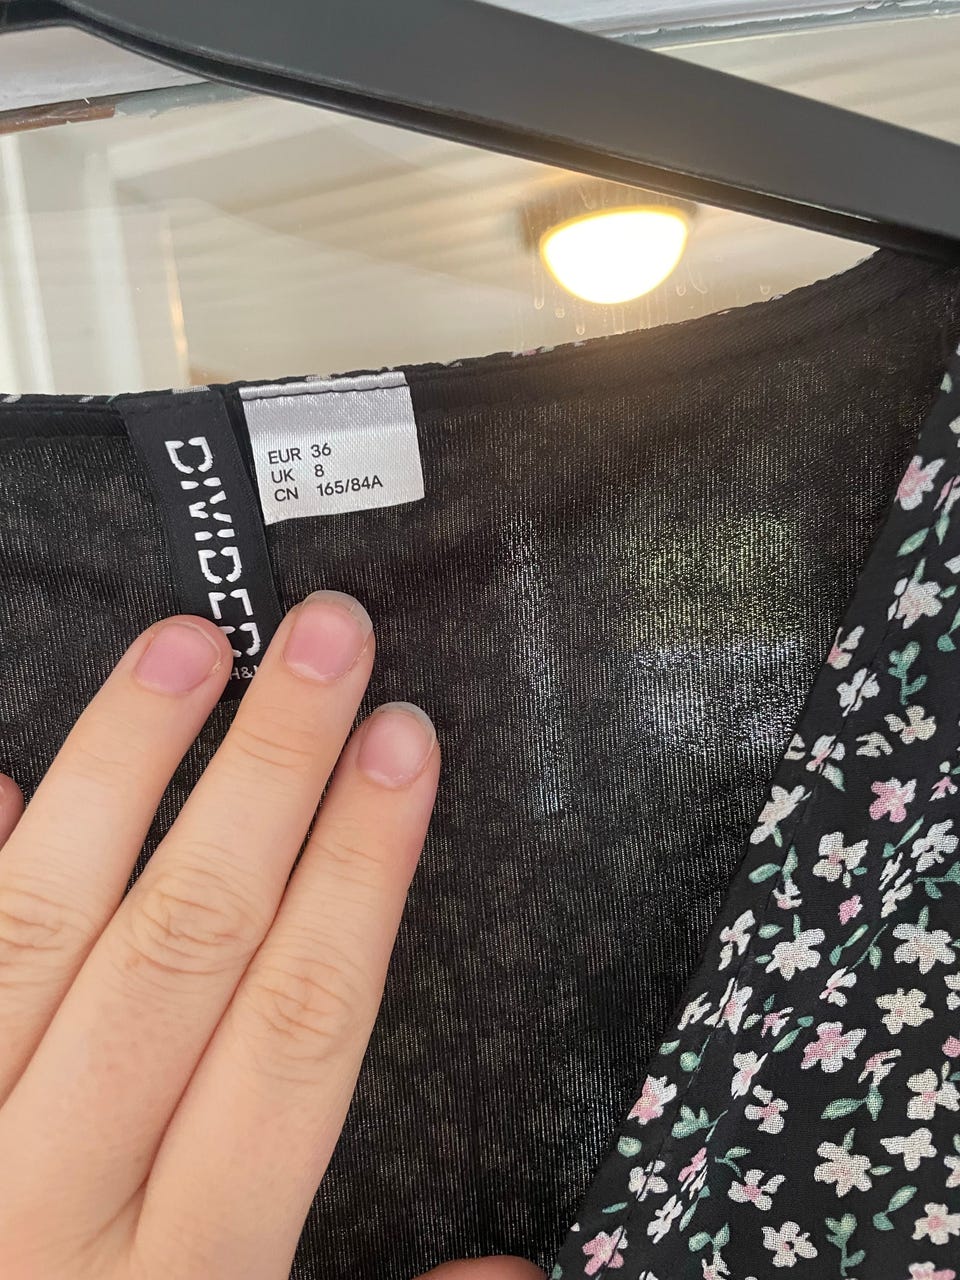 DIVIDED
H&
EUR 36
UK 8
CN 165/84A